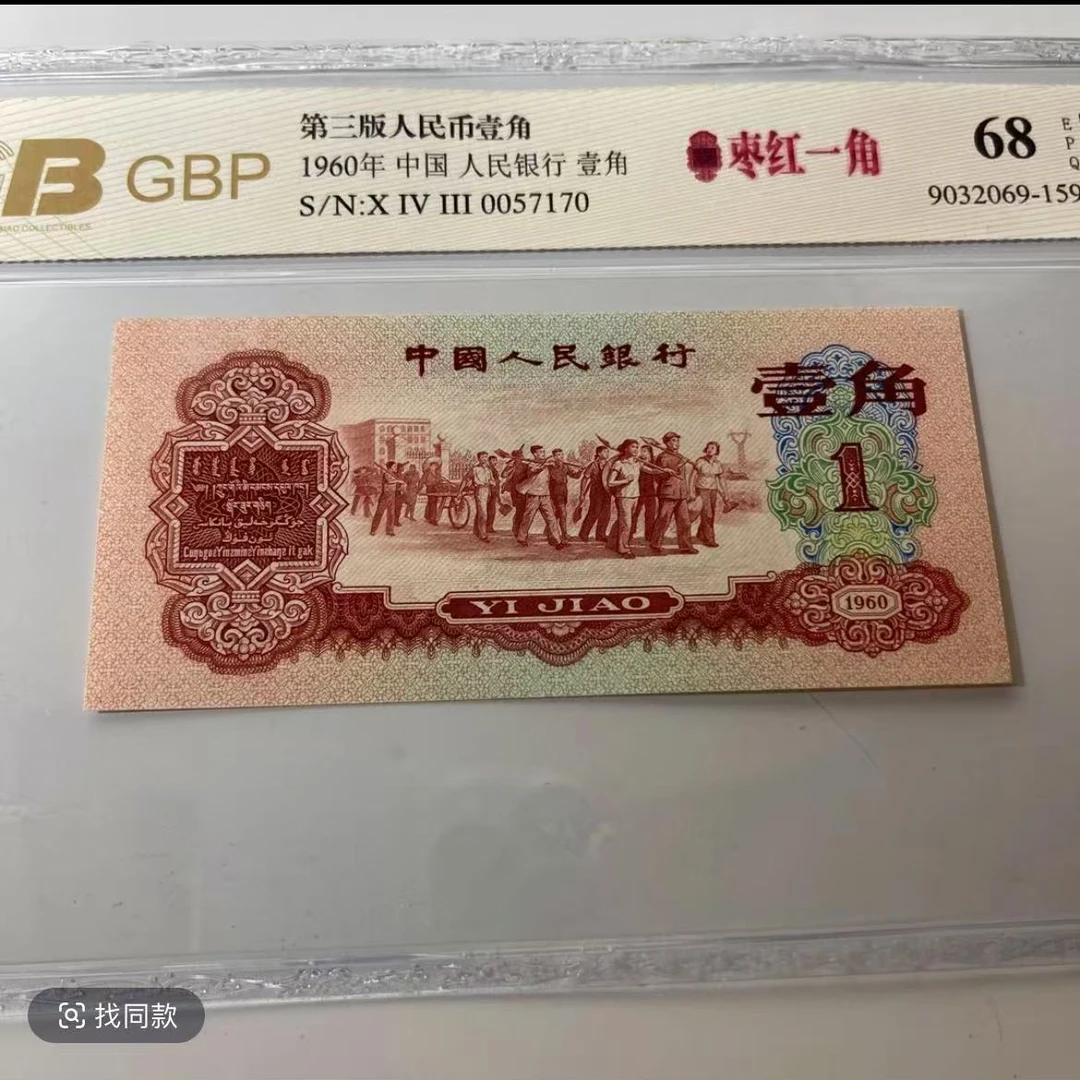 B GBP
第三版人民币壹角
1960年 中国 人民银行 壹角
S/N:X IV III 0057170
枣红一角
68
E
P
Q
9032069-159
中國人民銀行
壹角
1
YI JIAO
1960
找同款